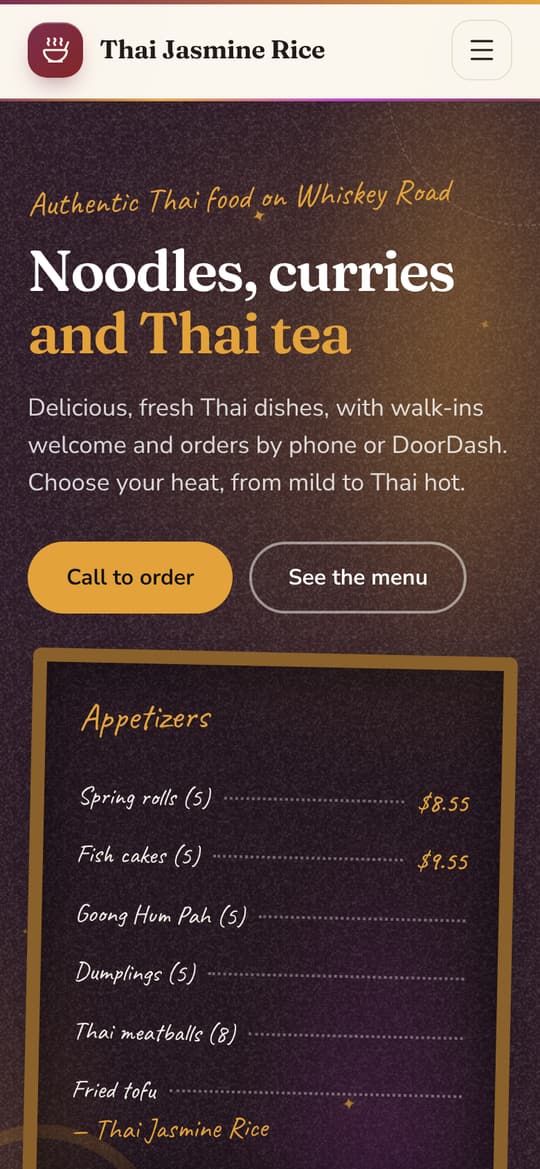 Thai Jasmine Rice
Authentic Thai food on Whiskey Road
Noodles, curries
and Thai tea
Delicious, fresh Thai dishes, with walk-ins
welcome and orders by phone or DoorDash.
Choose your heat, from mild to Thai hot.
Call to order
See the menu
Appetizers
Spring rolls (5) $8.55
Fish cakes (5) $9.55
Goong Hum Pah (5)
Dumplings (5)
Thai meatballs (8)
Fried tofu
— Thai Jasmine Rice